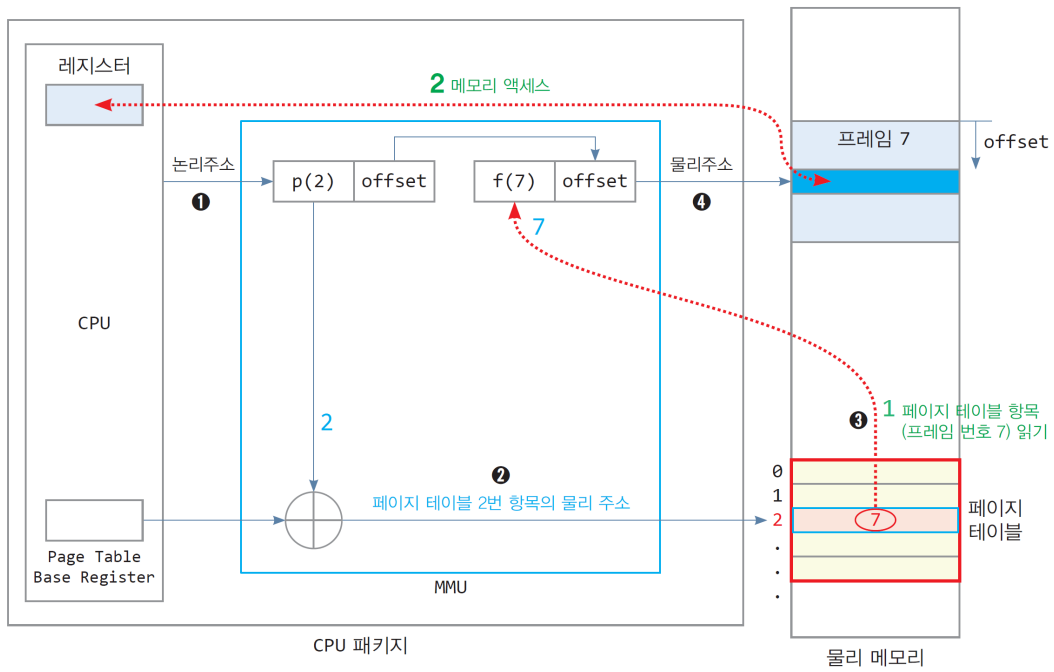 레지스터
2 메모리 액세스
프레임 7
offset
논리주소
❶
p(2)
offset
f(7)
offset
물리주소
❹
7
CPU
2
❸
1 페이지 테이블 항목
(프레임 번호 7) 읽기
❷
페이지 테이블 2번 항목의 물리 주소
0
1
2
7
.
.
.
페이지
테이블
Page Table
Base Register
MMU
CPU 패키지
물리 메모리